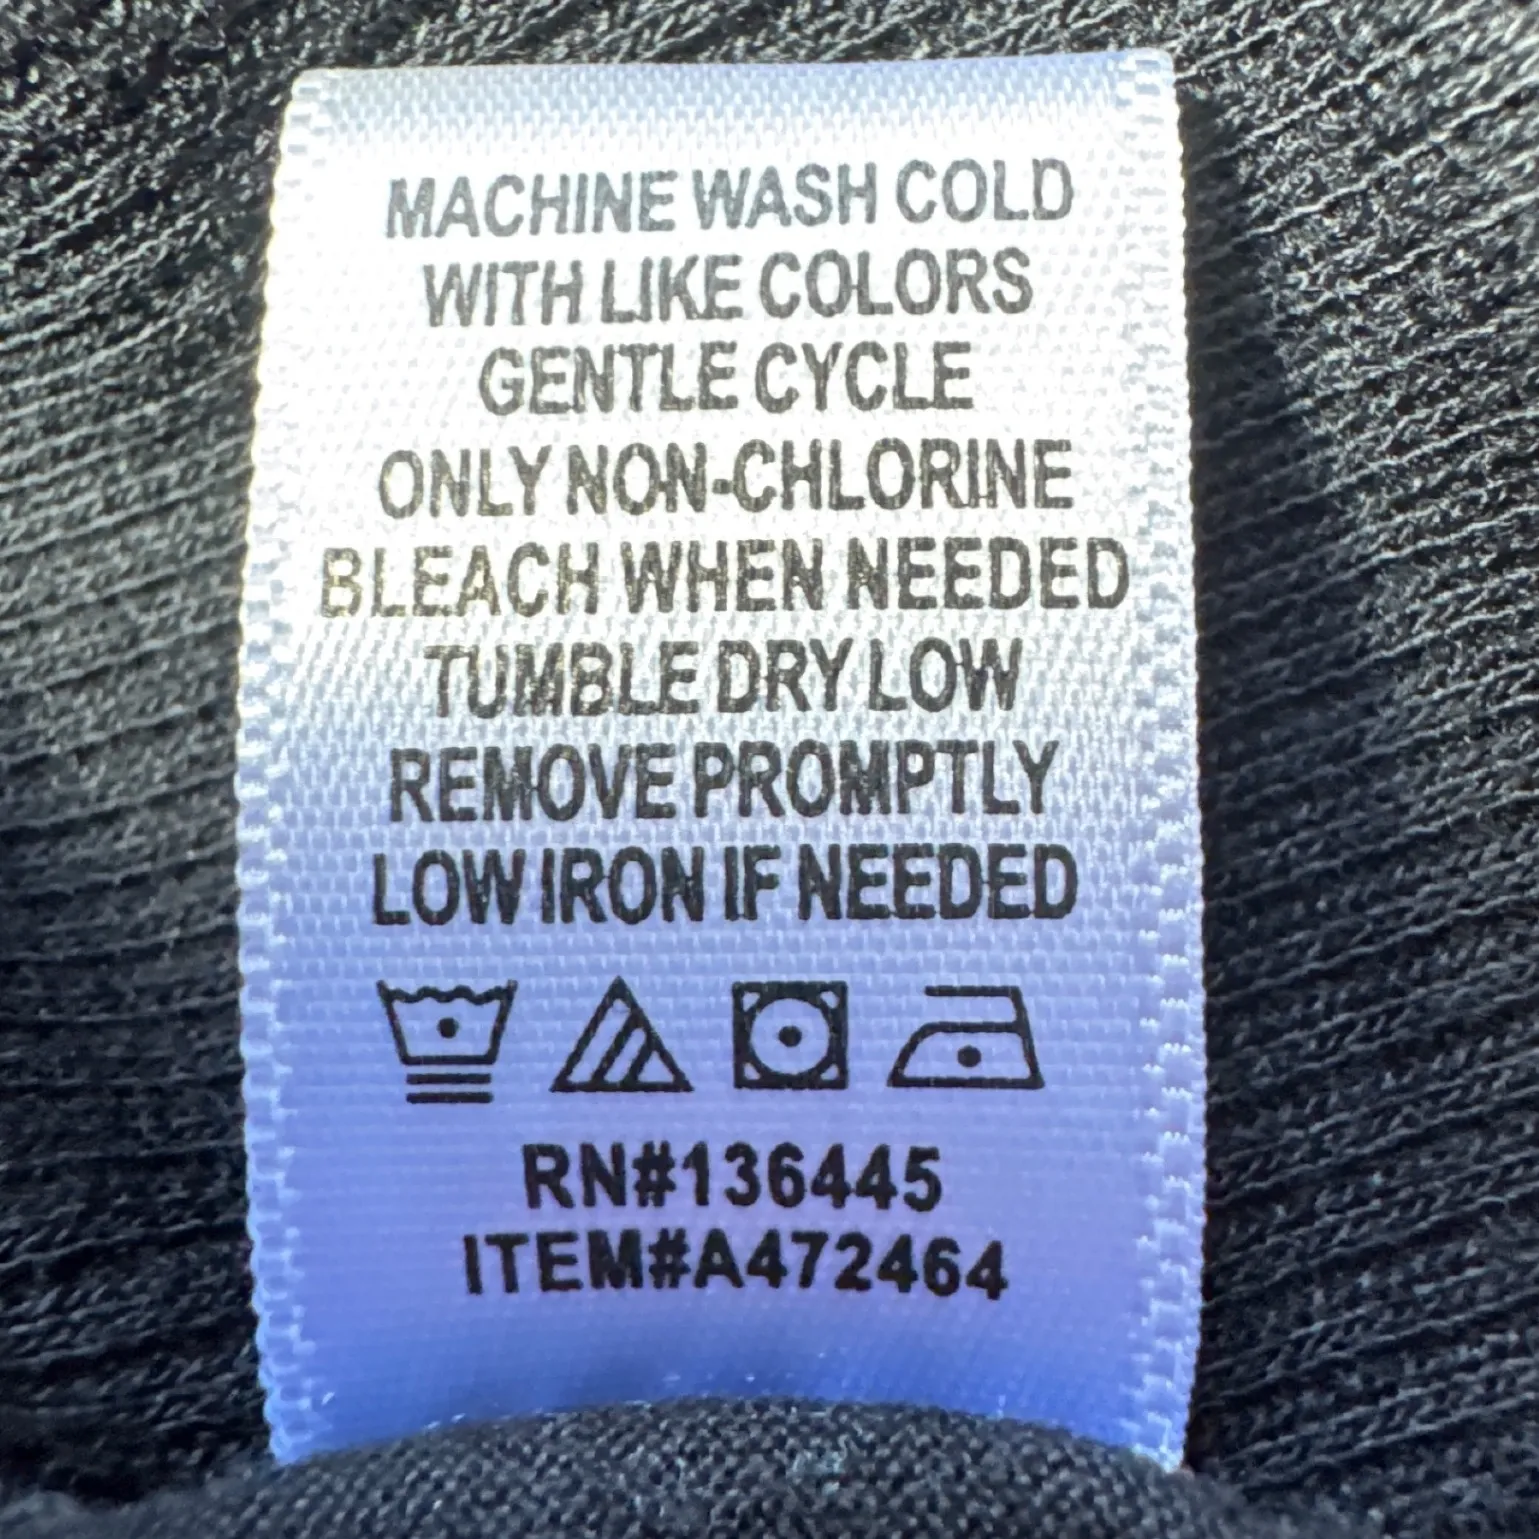 MACHINE WASH COLD
WITH LIKE COLORS
GENTLE CYCLE
ONLY NON-CHLORINE
BLEACH WHEN NEEDED
TUMBLE DRY LOW
REMOVE PROMPTLY
LOW IRON IF NEEDED
RN#136445
ITEM#A472464